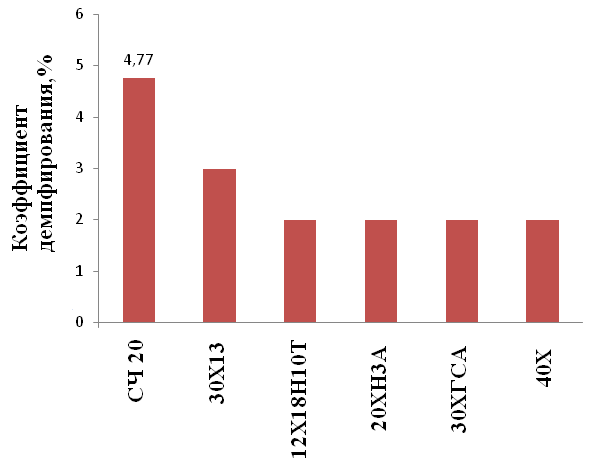 6
5
4
3
2
1
0
Коэффициент
демпфирования,%
4,77
СЧ 20
30Х13
12Х18Н10Т
20ХН3А
30ХГСА
40Х